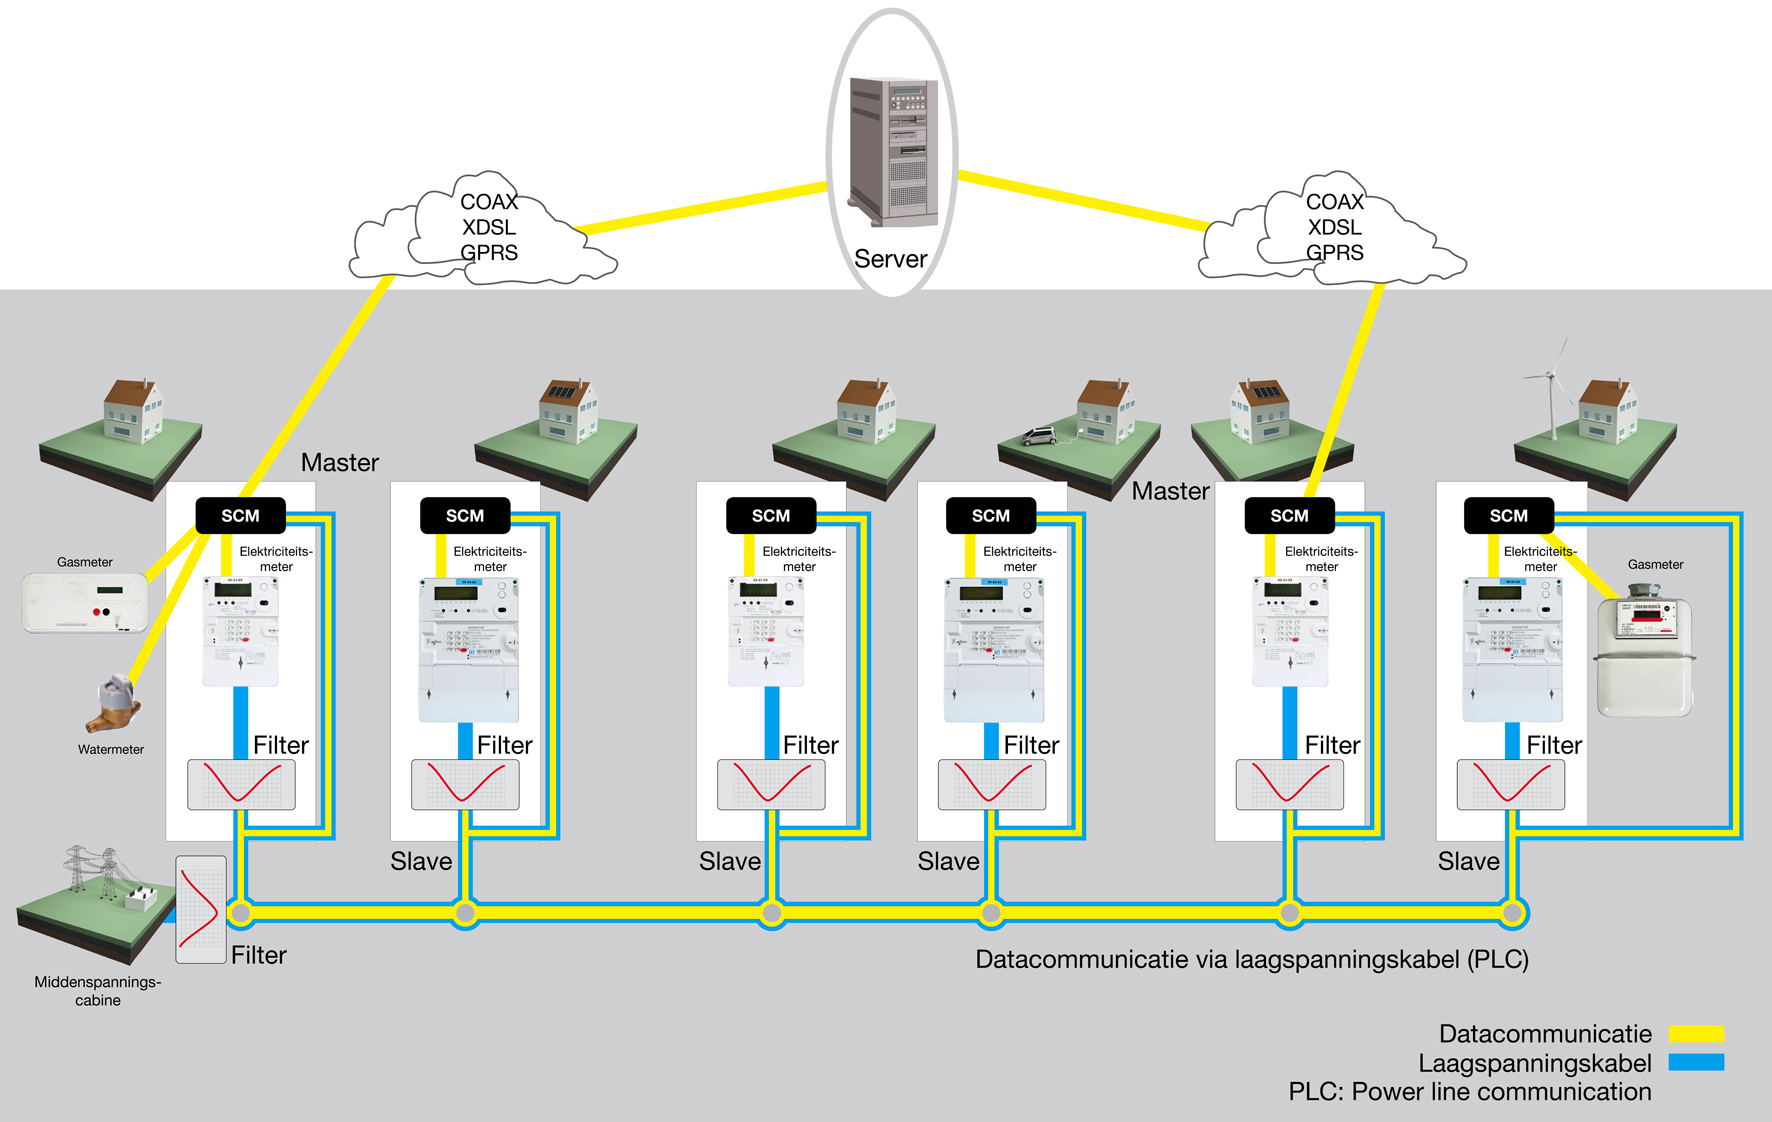 COAX
XDSL
GPRS
Server
COAX
XDSL
GPRS
Master
Master
SCM
SCM
SCM
SCM
SCM
SCM
Elektriciteits-
meter
Elektriciteits-
meter
Elektriciteits-
meter
Elektriciteits-
meter
Elektriciteits-
meter
Elektriciteits-
meter
Gasmeter
Gasmeter
Watermeter
Filter
Filter
Filter
Filter
Filter
Filter
Slave
Slave
Slave
Slave
Filter
Middenspannings-
cabine
Datacommunicatie via laagspanningskabel (PLC)
Datacommunicatie
Laagspanningskabel
PLC: Power line communication